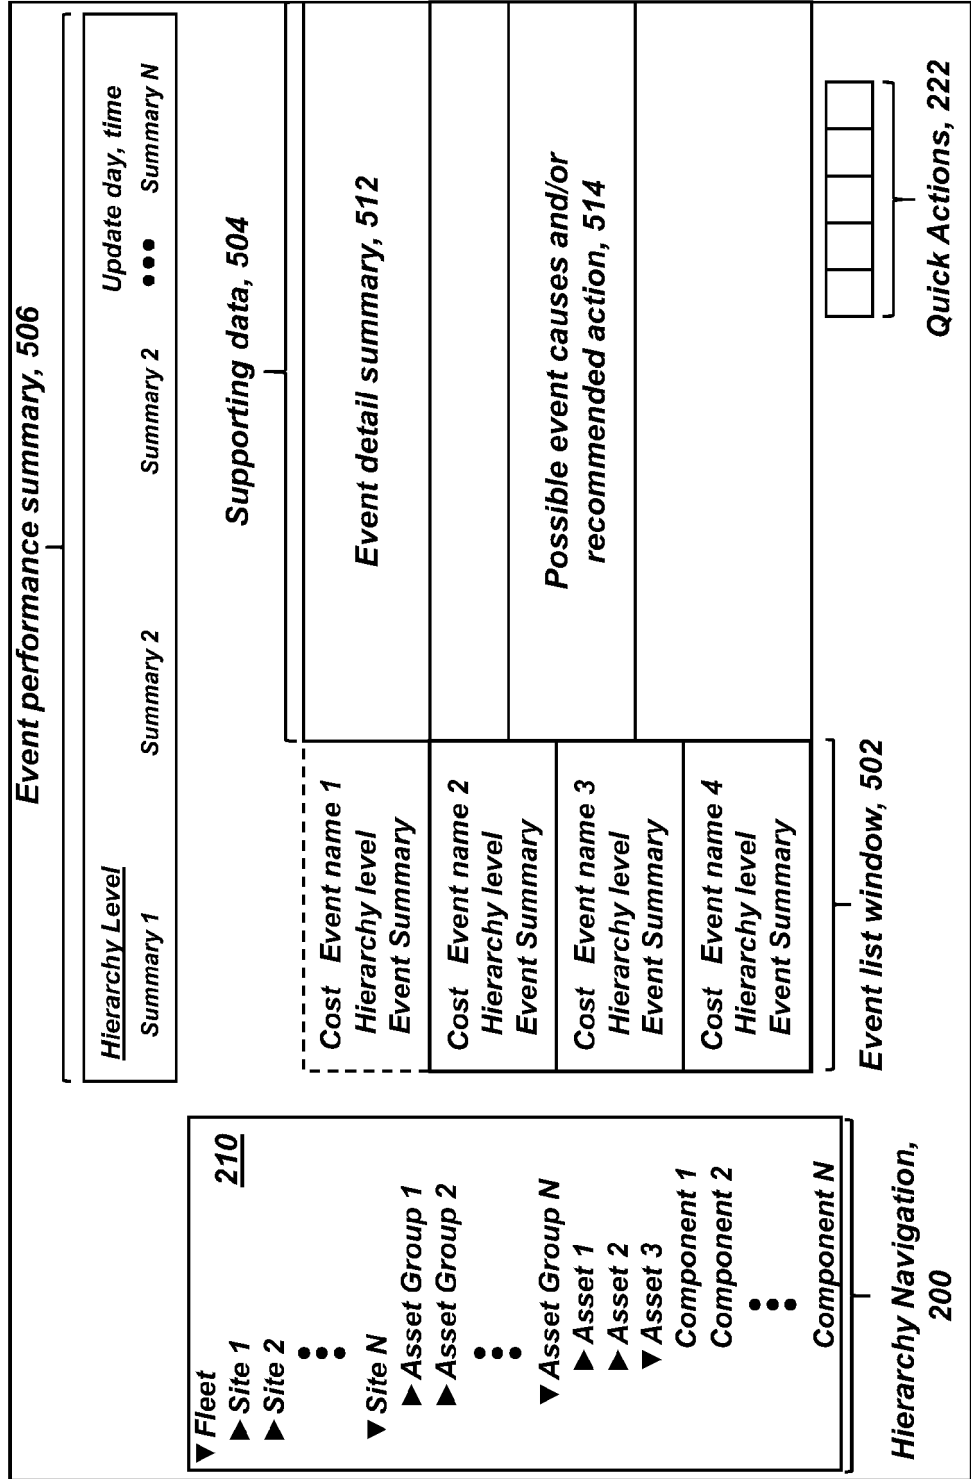 Event performance summary, 506
Hierarchy Level
Update day, time
Summary 1
Summary 2
Summary 2
●●●
Summary N
210
▼Fleet
▶Site 1
▶Site 2
●●●
▼Site N
▶Asset Group 1
▶Asset Group 2
●●●
▼Asset Group N
▶Asset 1
▶Asset 2
▼Asset 3
Component 1
Component 2
●●●
Component N
Hierarchy Navigation,
200
Supporting data, 504
Cost Event name 1
Hierarchy level
Event Summary
Cost Event name 2
Hierarchy level
Event Summary
Cost Event name 3
Hierarchy level
Event Summary
Cost Event name 4
Hierarchy level
Event Summary
Event list window, 502
Event detail summary, 512
Possible event causes and/or
recommended action, 514
Quick Actions, 222